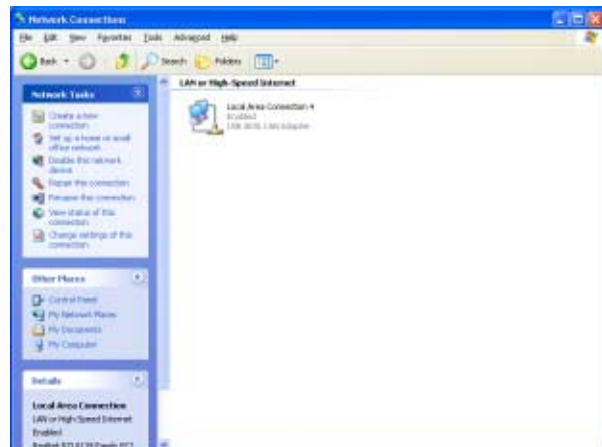 Network Connections
File Edit View Favorites Tools Advanced Help
Back Search Folders
Network Tasks
Create a new
connection
Set up a home or small
office network
Disable this network
device
Repair this connection
Rename this connection
View status of this
connection
Change settings of this
connection
Other Places
Control Panel
My Network Places
My Documents
My Computer
Details
Local Area Connection
LAN or High-Speed Internet
Enabled
LAN or High-Speed Internet
Local Area Connection 4
Enabled
LAN Adapter